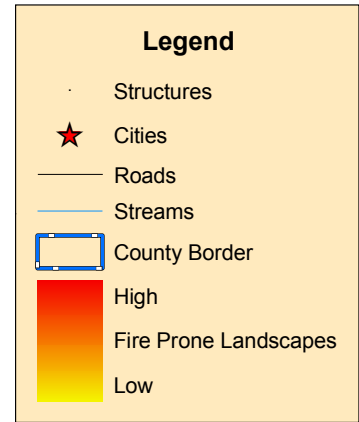 Legend
Structures
Cities
Roads
Streams
County Border
High
Fire Prone Landscapes
Low